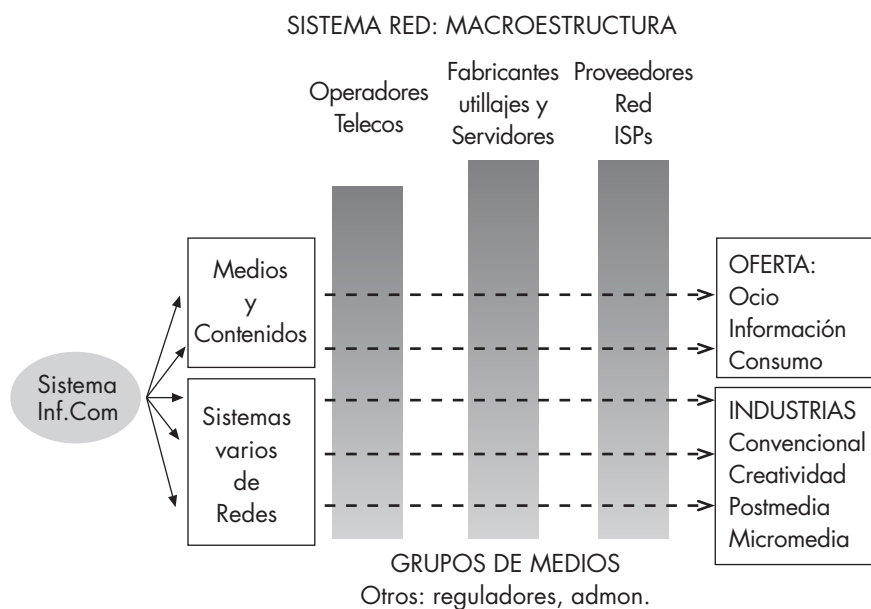 SISTEMA RED: MACROESTRUCTURA
Operadores
Telecos
Fabricantes
utillajes y
Servidores
Proveedores
Red
ISPs
Sistema
Inf.Com
Medios
y
Contenidos
Sistemas
varios
de
Redes
OFERTA:
Ocio
Información
Consumo
INDUSTRIAS
Convencional
Creatividad
Postmedia
Micromedia
GRUPOS DE MEDIOS
Otros: reguladores, admon.